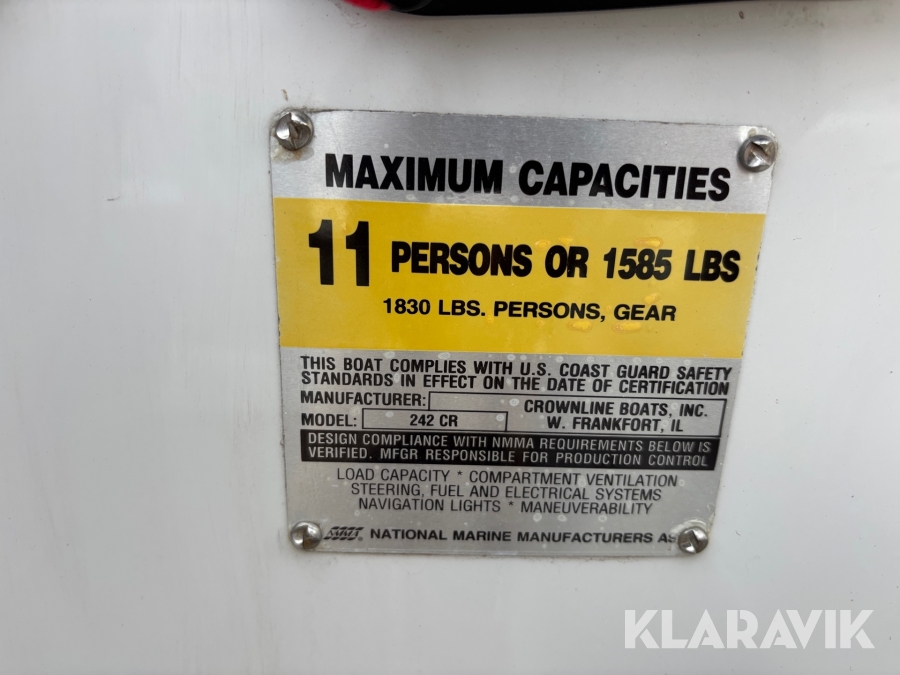 MAXIMUM CAPACITIES
11 PERSONS OR 1585 LBS
1830 LBS. PERSONS, GEAR
THIS BOAT COMPLIES WITH U.S. COAST GUARD SAFETY
STANDARDS IN EFFECT ON THE DATE OF CERTIFICATION
MANUFACTURER: CROWNLINE BOATS, INC.
MODEL: 242 CR W. FRANKFORT, IL
DESIGN COMPLIANCE WITH NMMA REQUIREMENTS BELOW IS
VERIFIED. MFGR RESPONSIBLE FOR PRODUCTION CONTROL
LOAD CAPACITY * COMPARTMENT VENTILATION
STEERING, FUEL AND ELECTRICAL SYSTEMS
NAVIGATION LIGHTS * MANEUVERABILITY
NATIONAL MARINE MANUFACTURERS AS
KLARAVIK